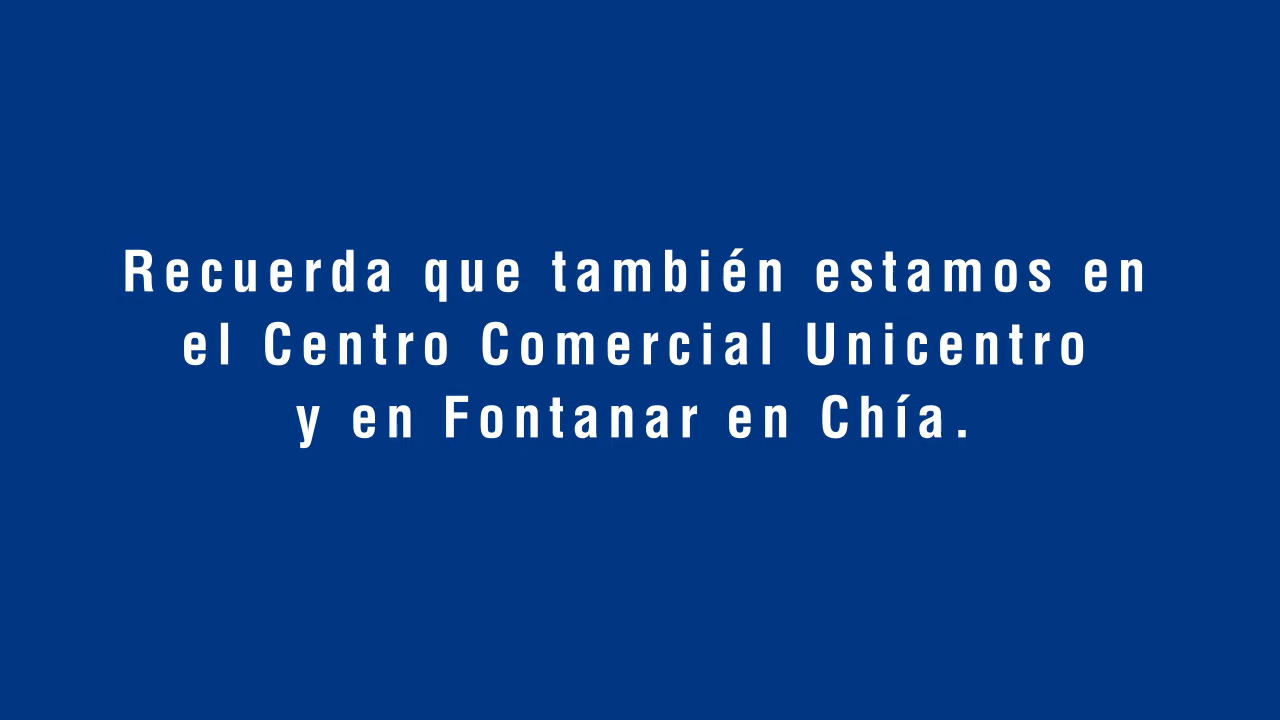 Recuerda que también estamos en
el Centro Comercial Unicentro
y en Fontanar en Chía.